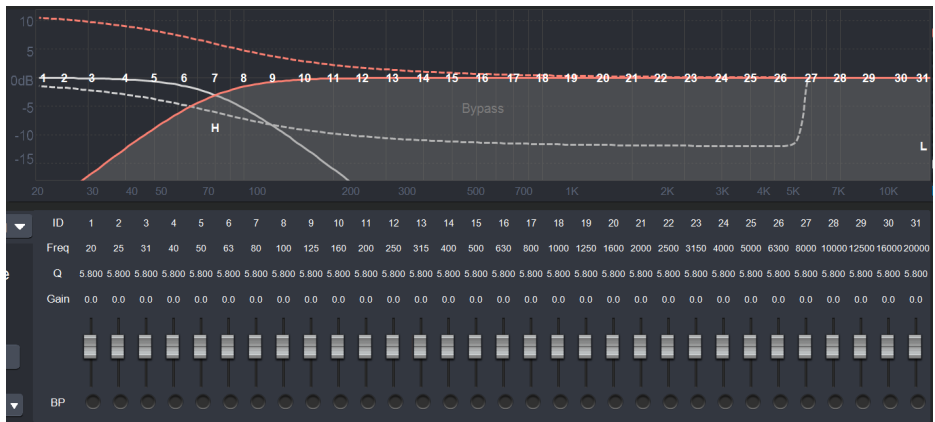 10
5
0dB
1 2 3 4 5 6 7 8 9 10 11 12 13 14 15 16 17 18 19 20 21 22 23 24 25 26 27 28 29 30 31
-5
Bypass
H
-10
L
-15
20 30 40 50 70 100 200 300 500 700 1K 2K 3K 4K 5K 7K 10K
ID 1 2 3 4 5 6 7 8 9 10 11 12 13 14 15 16 17 18 19 20 21 22 23 24 25 26 27 28 29 30 31
Freq 20 25 31 40 50 63 80 100 125 160 200 250 315 400 500 630 800 1000 1250 1600 2000 2500 3150 4000 5000 6300 8000 10000 12500 16000 20000
Q 5.800 5.800 5.800 5.800 5.800 5.800 5.800 5.800 5.800 5.800 5.800 5.800 5.800 5.800 5.800 5.800 5.800 5.800 5.800 5.800 5.800 5.800 5.800 5.800 5.800 5.800 5.800 5.800 5.800 5.800 5.800
Gain 0.0 0.0 0.0 0.0 0.0 0.0 0.0 0.0 0.0 0.0 0.0 0.0 0.0 0.0 0.0 0.0 0.0 0.0 0.0 0.0 0.0 0.0 0.0 0.0 0.0 0.0 0.0 0.0 0.0 0.0 0.0
BP